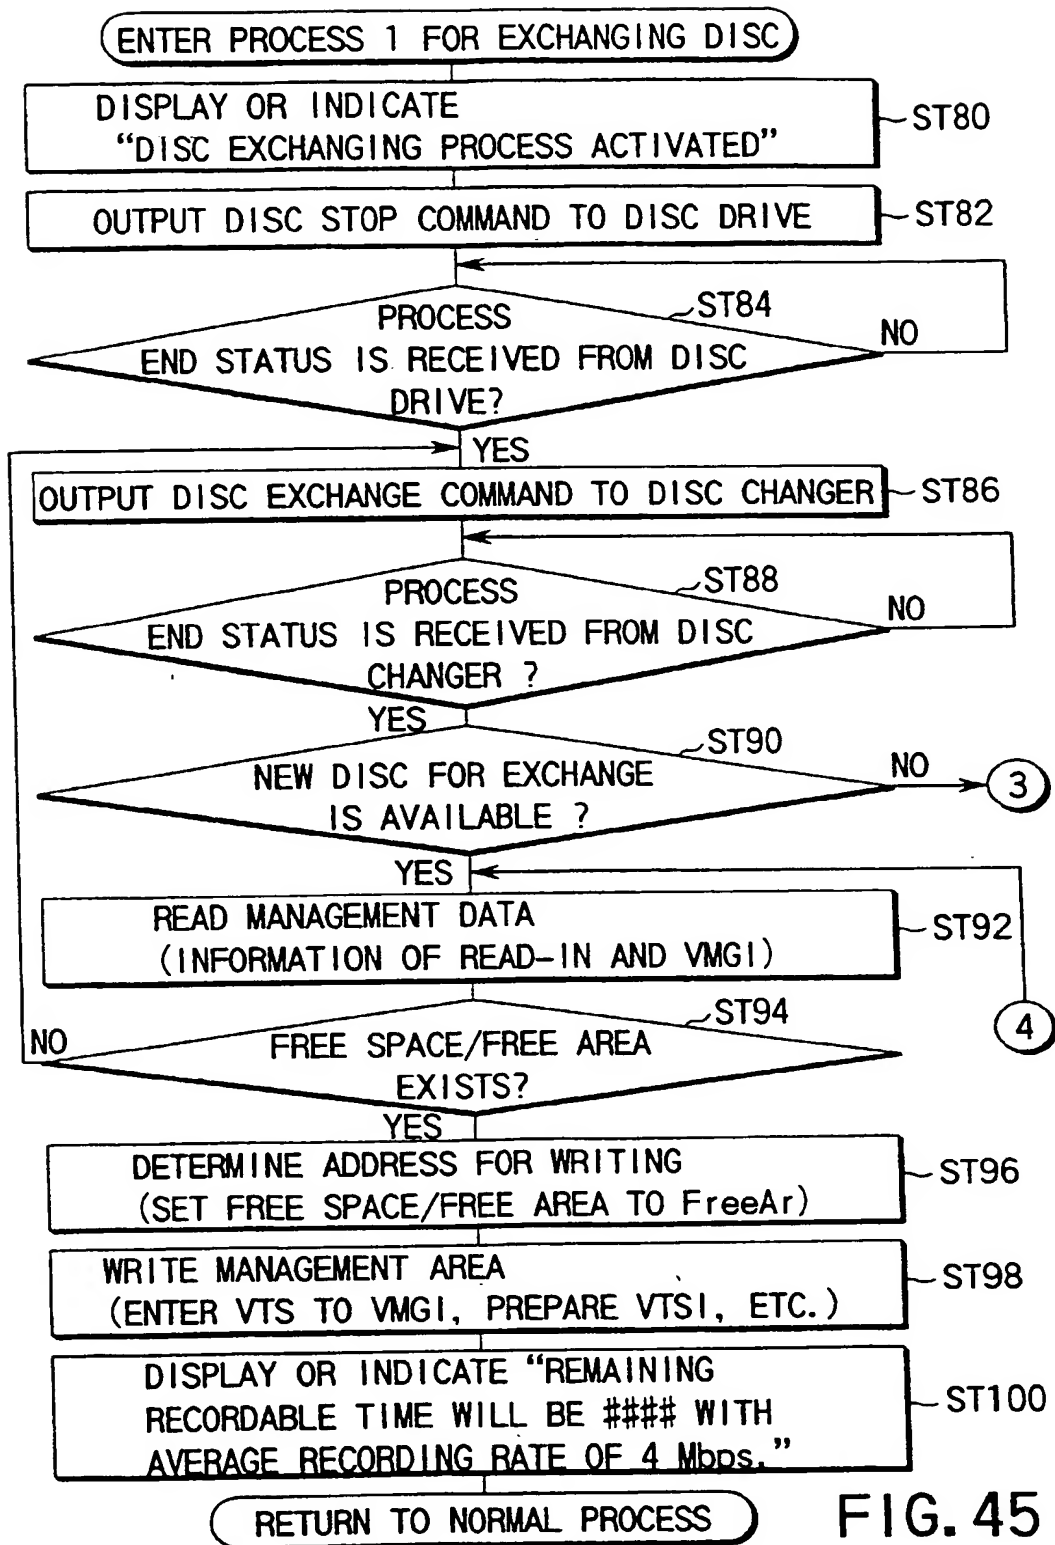 ENTER PROCESS 1 FOR EXCHANGING DISC
DISPLAY OR INDICATE
“DISC EXCHANGING PROCESS ACTIVATED”
ST80
OUTPUT DISC STOP COMMAND TO DISC DRIVE
ST82
ST84
PROCESS
END STATUS IS RECEIVED FROM DISC
DRIVE?
NO
YES
OUTPUT DISC EXCHANGE COMMAND TO DISC CHANGER
ST86
ST88
PROCESS
END STATUS IS RECEIVED FROM DISC
CHANGER ?
NO
YES
ST90
NEW DISC FOR EXCHANGE
IS AVAILABLE ?
NO
3
YES
READ MANAGEMENT DATA
(INFORMATION OF READ-IN AND VMGI)
ST92
ST94
4
NO
FREE SPACE/FREE AREA
EXISTS?
YES
DETERMINE ADDRESS FOR WRITING
(SET FREE SPACE/FREE AREA TO FreeAr)
ST96
WRITE MANAGEMENT AREA
(ENTER VTS TO VMGI, PREPARE VTSI, ETC.)
ST98
DISPLAY OR INDICATE “REMAINING
RECORDABLE TIME WILL BE #### WITH
AVERAGE RECORDING RATE OF 4 Mbps.”
ST100
RETURN TO NORMAL PROCESS
FIG. 45